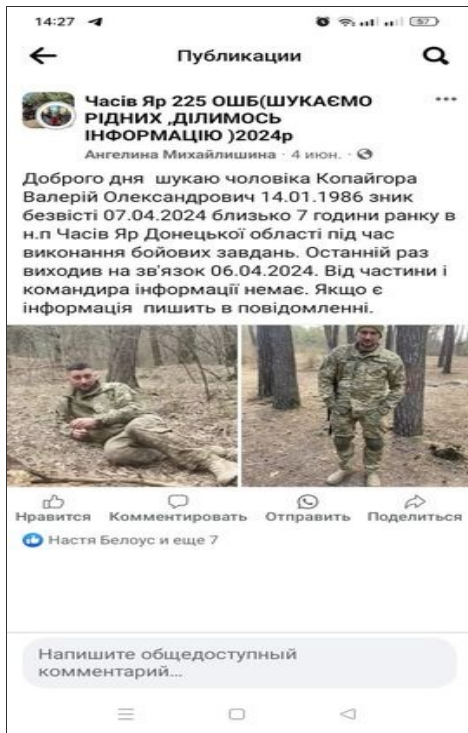 14:27
57
Публикации
Часів Яр 225 ОШБ(ШУКАЄМО
РІДНИХ ,ДІЛИМОСЬ
ІНФОРМАЦІЮ )2024р
Ангелина Михайлишина · 4 июн. ·
Доброго дня шукаю чоловіка Копайгора
Валерій Олександрович 14.01.1986 зник
безвісті 07.04.2024 близько 7 години ранку в
н.п Часів Яр Донецької області під час
виконання бойових завдань. Останній раз
виходив на зв'язок 06.04.2024. Від частини і
командира інформації немає. Якщо є
інформація пишить в повідомленні.
Нравится Комментировать Отправить Поделиться
Настя Белоус и еще 7
Напишите общедоступный
комментарий...